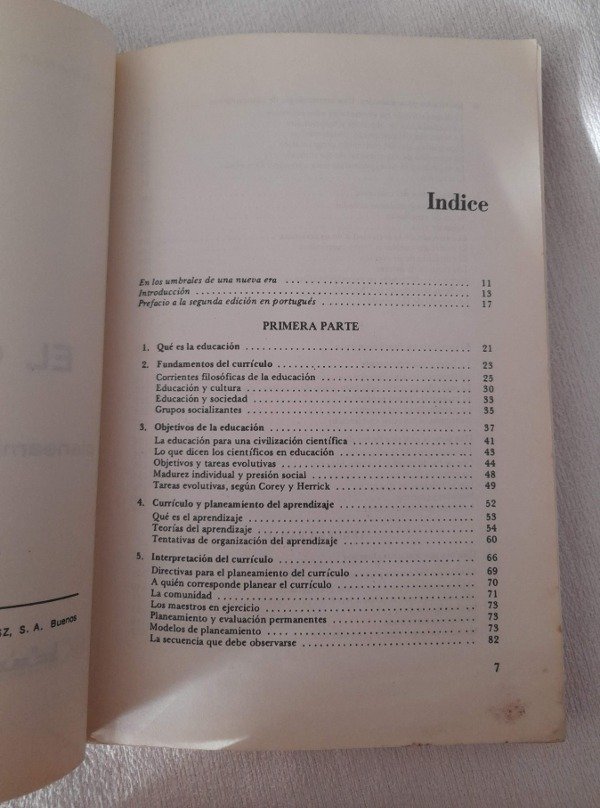 EL
SZ, S. A. Buenos
Indice
En los umbrales de una nueva era .................... 11
Introducción .................... 13
Prefacio a la segunda edición en portugués .................... 17
PRIMERA PARTE
1. Qué es la educación .................... 21
2. Fundamentos del currículo .................... 23
Corrientes filosóficas de la educación .................... 25
Educación y cultura .................... 30
Educación y sociedad .................... 33
Grupos socializantes .................... 35
3. Objetivos de la educación .................... 37
La educación para una civilización científica .................... 41
Lo que dicen los científicos en educación .................... 43
Objetivos y tareas evolutivas .................... 44
Madurez individual y presión social .................... 48
Tareas evolutivas, según Corey y Herrick .................... 49
4. Currículo y planeamiento del aprendizaje .................... 52
Qué es el aprendizaje .................... 53
Teorías del aprendizaje .................... 54
Tentativas de organización del aprendizaje .................... 60
5. Interpretación del currículo .................... 66
Directivas para el planeamiento del currículo .................... 69
A quién corresponde planear el currículo .................... 70
La comunidad .................... 71
Los maestros en ejercicio .................... 73
Planeamiento y evaluación permanentes .................... 73
Modelos de planeamiento .................... 73
La secuencia que debe observarse .................... 82
7